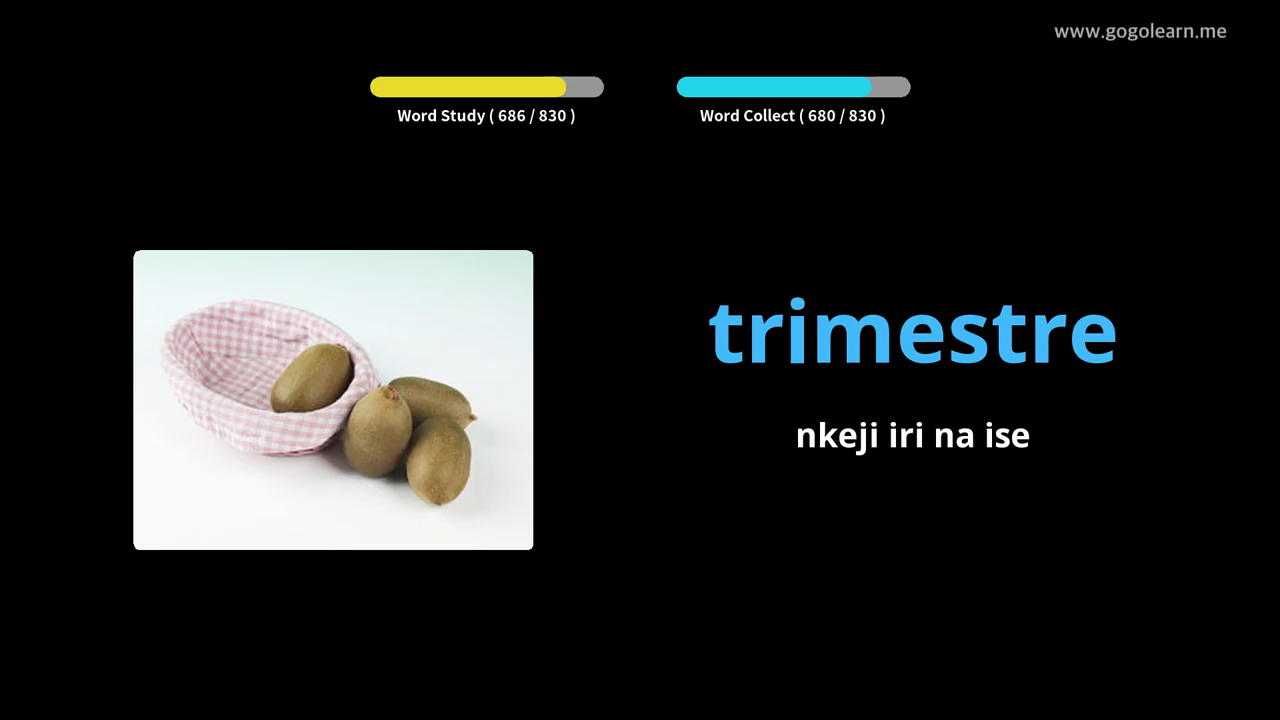 www.gogolearn.me
Word Study ( 686 / 830 )
Word Collect ( 680 / 830 )
trimestre
nkeji iri na ise